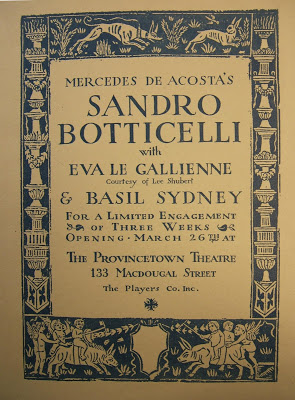 MERCEDES DE ACOSTA'S
SANDRO
BOTTICELLI
with
EVA LE GALLIENNE
Courtesy of Lee Shubert
& BASIL SYDNEY
FOR A LIMITED ENGAGEMENT
OF THREE WEEKS
OPENING · MARCH 26TH AT
THE PROVINCETOWN THEATRE
133 MACDOUGAL STREET
The Players Co. Inc.